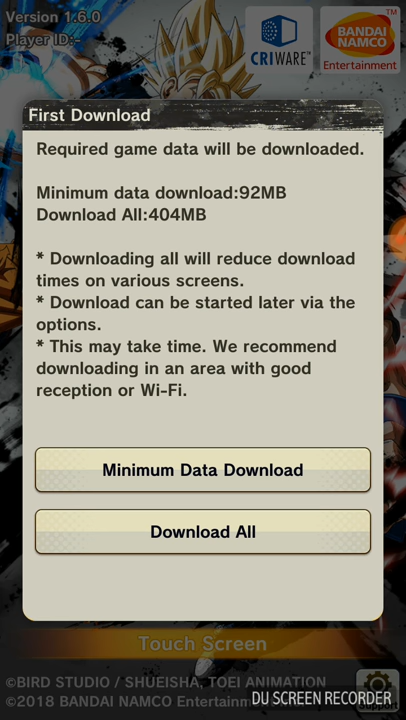 Version 1.6.0
Player ID:-
CRIWARE™
BANDAI
NAMCO
™
Entertainment
First Download
Required game data will be downloaded.
Minimum data download:92MB
Download All:404MB
* Downloading all will reduce download
times on various screens.
* Download can be started later via the
options.
* This may take time. We recommend
downloading in an area with good
reception or Wi-Fi.
Minimum Data Download
Download All
Touch Screen
©BIRD STUDIO / SHUEISHA, TOEI ANIMATION
©2018 BANDAI NAMCO Entertainm
DU SCREEN RECORDER